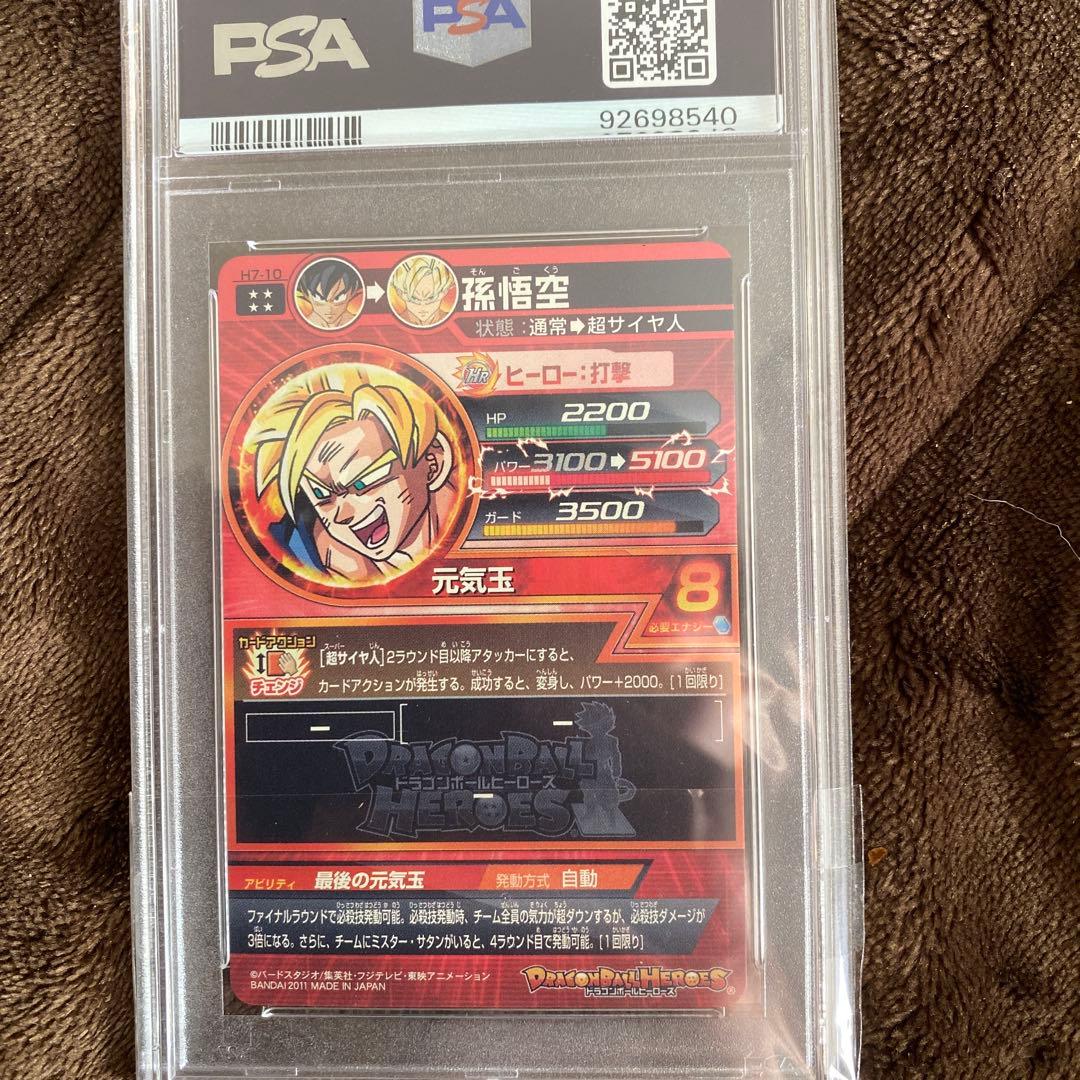 PSA
PSA
92698540
H7-10
そん ご くう
孫悟空
状態:通常➡超サイヤ人
HR ヒーロー:打撃
HP 2200
パワー 3100➡5100
ガード 3500
元気玉
8
必要エナジー
カードアクション
チェンジ
[超サイヤ人]2ラウンド目以降アタッカーにすると、
カードアクションが発生する。成功すると、変身し、パワー+2000。[1回限り]
DRAGONBALL
ドラゴンボールヒーローズ
HEROES
アビリティ 最後の元気玉 発動方式 自動
ファイナルラウンドで必殺技発動可能。必殺技発動時、チーム全員の気力が超ダウンするが、必殺技ダメージが
3倍になる。さらに、チームにミスター・サタンがいると、4ラウンド目で発動可能。[1回限り]
©バードスタジオ/集英社・フジテレビ・東映アニメーション
BANDAI 2011 MADE IN JAPAN
DRAGONBALL HEROES
ドラゴンボールヒーローズ